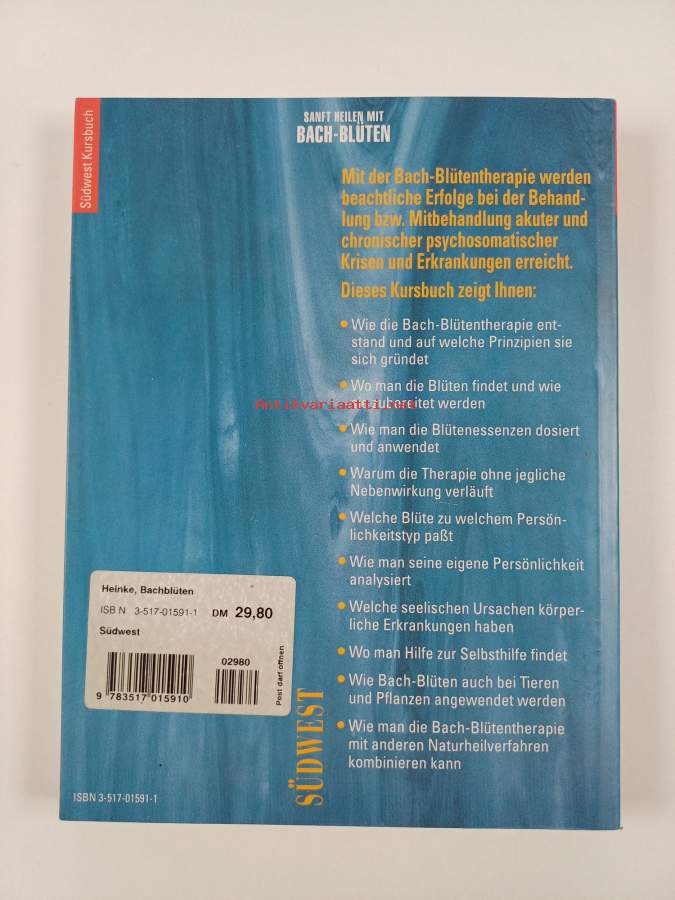 Südwest Kursbuch
SANFT HEILEN MIT
BACH-BLÜTEN
Mit der Bach-Blütentherapie werden
beachtliche Erfolge bei der Behand-
lung bzw. Mitbehandlung akuter und
chronischer psychosomatischer
Krisen und Erkrankungen erreicht.
Dieses Kursbuch zeigt Ihnen:
• Wie die Bach-Blütentherapie ent-
stand und auf welche Prinzipien sie
sich gründet
• Wo man die Blüten findet und wie
zubereitet werden
Antikvariaatti.net
• Wie man die Blütenessenzen dosiert
und anwendet
• Warum die Therapie ohne jegliche
Nebenwirkung verläuft
• Welche Blüte zu welchem Persön-
lichkeitstyp paßt
• Wie man seine eigene Persönlichkeit
analysiert
• Welche seelischen Ursachen körper-
liche Erkrankungen haben
• Wo man Hilfe zur Selbsthilfe findet
• Wie Bach-Blüten auch bei Tieren
und Pflanzen angewendet werden
• Wie man die Bach-Blütentherapie
mit anderen Naturheilverfahren
kombinieren kann
Heinke, Bachblüten
ISBN 3-517-01591-1 DM 29,80
Südwest
02980
9 783517 015910
Post darf öffnen
SÜDWEST
ISBN 3-517-01591-1